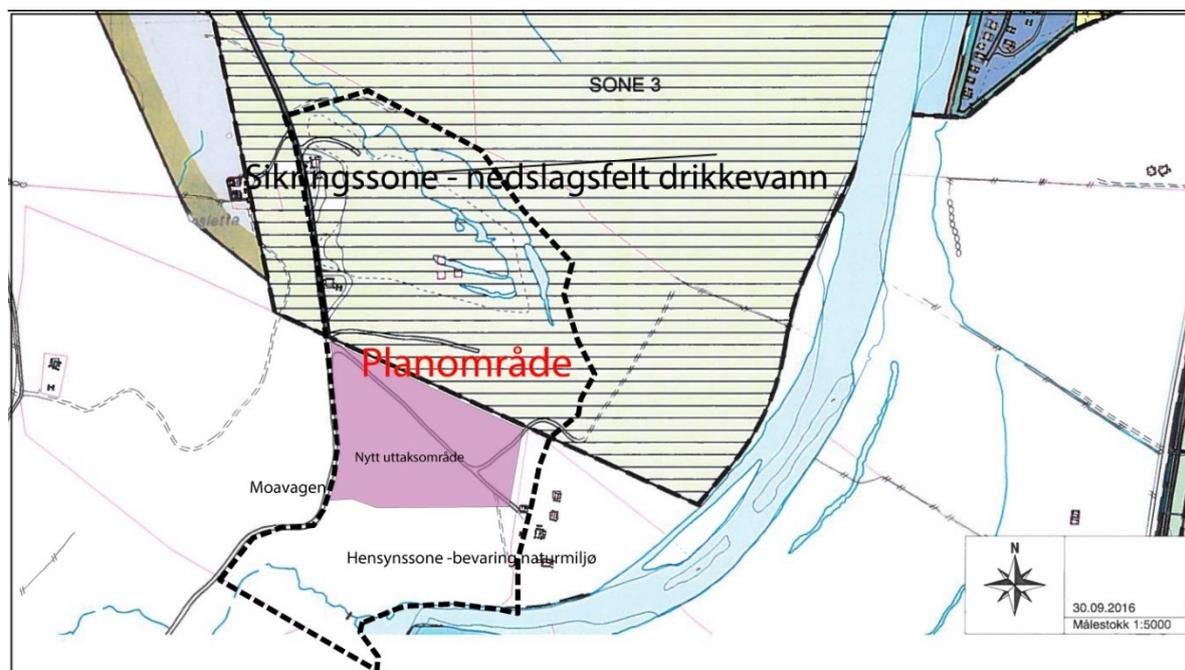 SONE 3
Sikringssone - nedslagsfelt drikkevann
Planområde
Nytt uttaksområde
Moavagen
Hensynssone -bevaring naturmiljø
N
30.09.2016
Målestokk 1:5000